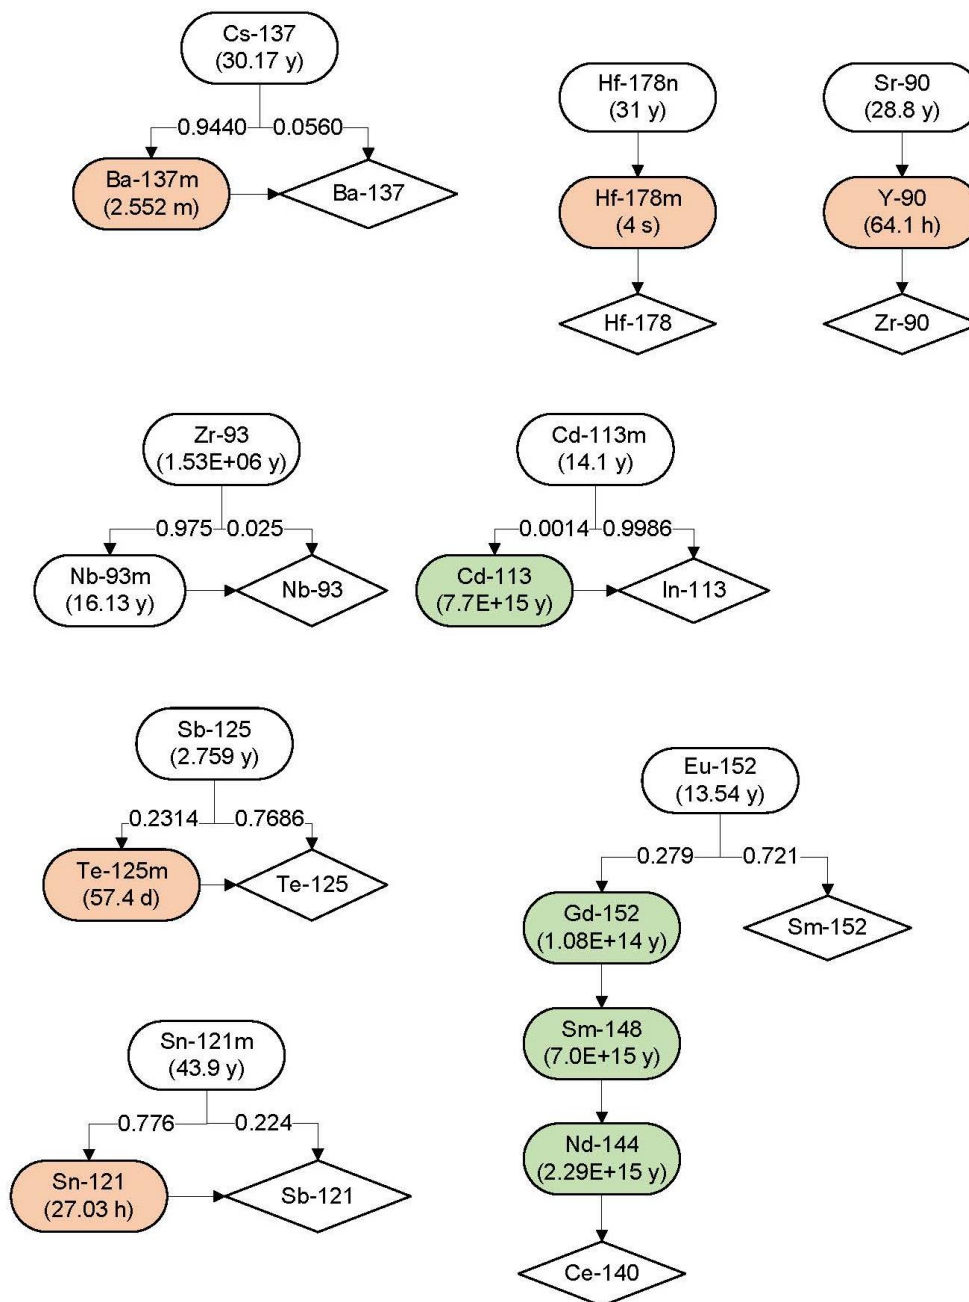 Cs-137
(30.17 y)
0.9440 0.0560
Ba-137m
(2.552 m)
Ba-137
Hf-178n
(31 y)
Hf-178m
(4 s)
Hf-178
Sr-90
(28.8 y)
Y-90
(64.1 h)
Zr-90
Zr-93
(1.53E+06 y)
0.975 0.025
Nb-93m
(16.13 y)
Nb-93
Cd-113m
(14.1 y)
0.0014 0.9986
Cd-113
(7.7E+15 y)
In-113
Sb-125
(2.759 y)
0.2314 0.7686
Te-125m
(57.4 d)
Te-125
Eu-152
(13.54 y)
0.279 0.721
Gd-152
(1.08E+14 y)
Sm-152
Sm-148
(7.0E+15 y)
Nd-144
(2.29E+15 y)
Ce-140
Sn-121m
(43.9 y)
0.776 0.224
Sn-121
(27.03 h)
Sb-121